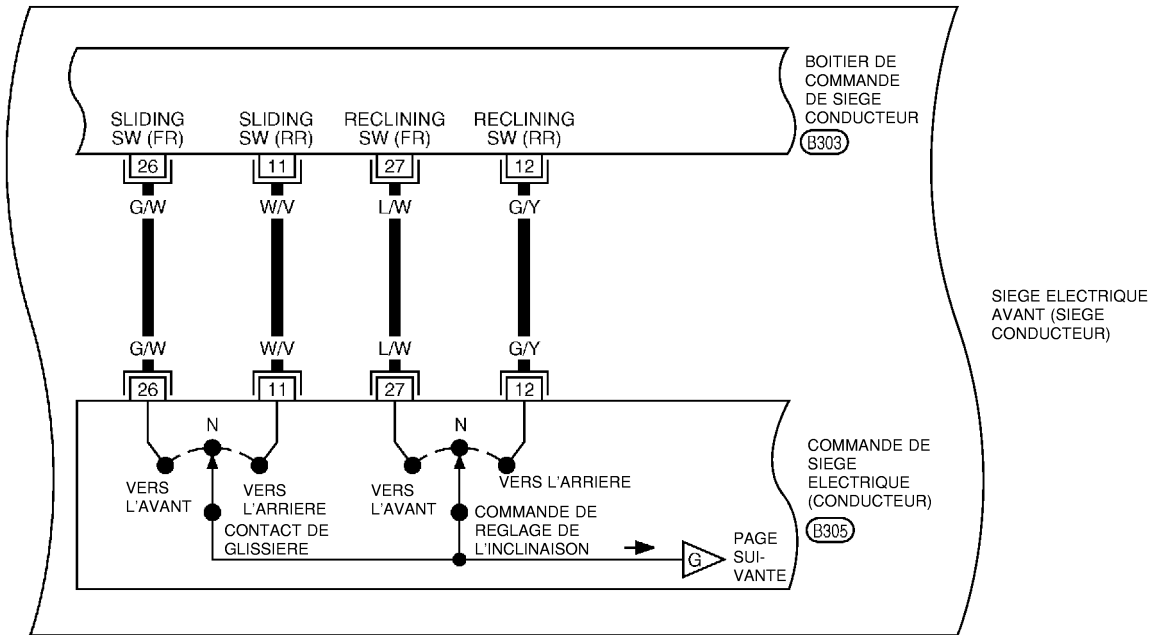 BOITIER DE
COMMANDE
DE SIEGE
CONDUCTEUR
B303
SLIDING
SW (FR)
SLIDING
SW (RR)
RECLINING
SW (FR)
RECLINING
SW (RR)
26
11
27
12
G/W
W/V
L/W
G/Y
SIEGE ELECTRIQUE
AVANT (SIEGE
CONDUCTEUR)
G/W
W/V
L/W
G/Y
26
11
27
12
N
N
VERS
L'AVANT
VERS
L'ARRIERE
VERS
L'AVANT
VERS L'ARRIERE
CONTACT DE
GLISSIERE
COMMANDE DE
REGLAGE DE
L'INCLINAISON
G
PAGE
SUI-
VANTE
COMMANDE DE
SIEGE
ELECTRIQUE
(CONDUCTEUR)
B305